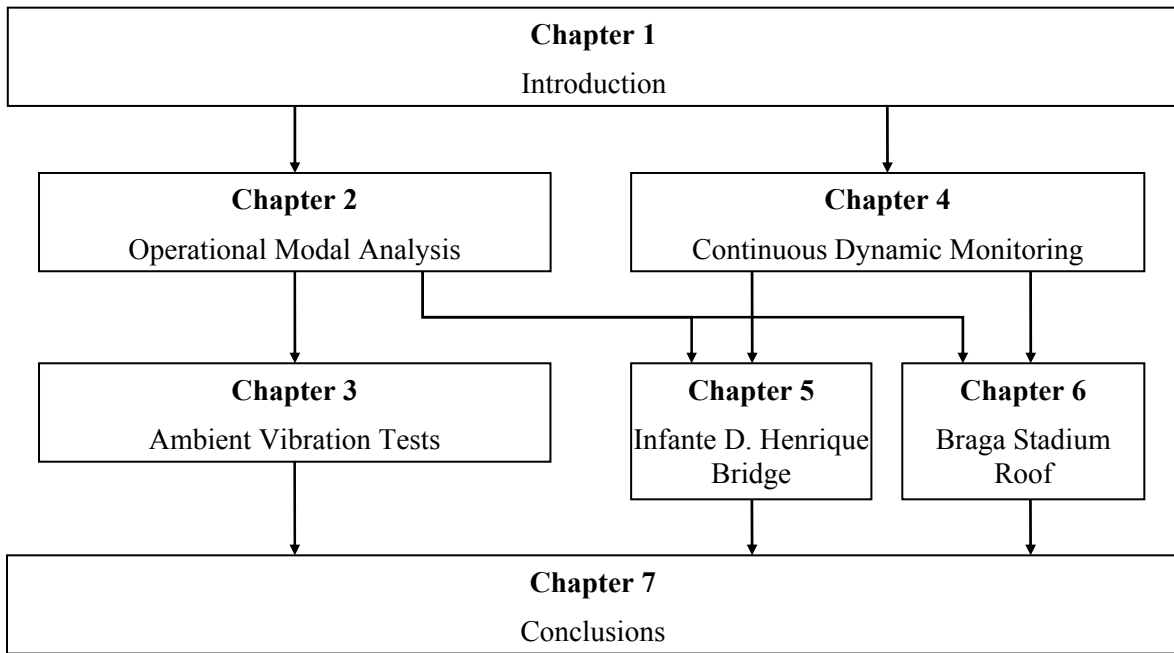 Chapter 1
Introduction
Chapter 2
Operational Modal Analysis
Chapter 4
Continuous Dynamic Monitoring
Chapter 3
Ambient Vibration Tests
Chapter 5
Infante D. Henrique
Bridge
Chapter 6
Braga Stadium
Roof
Chapter 7
Conclusions